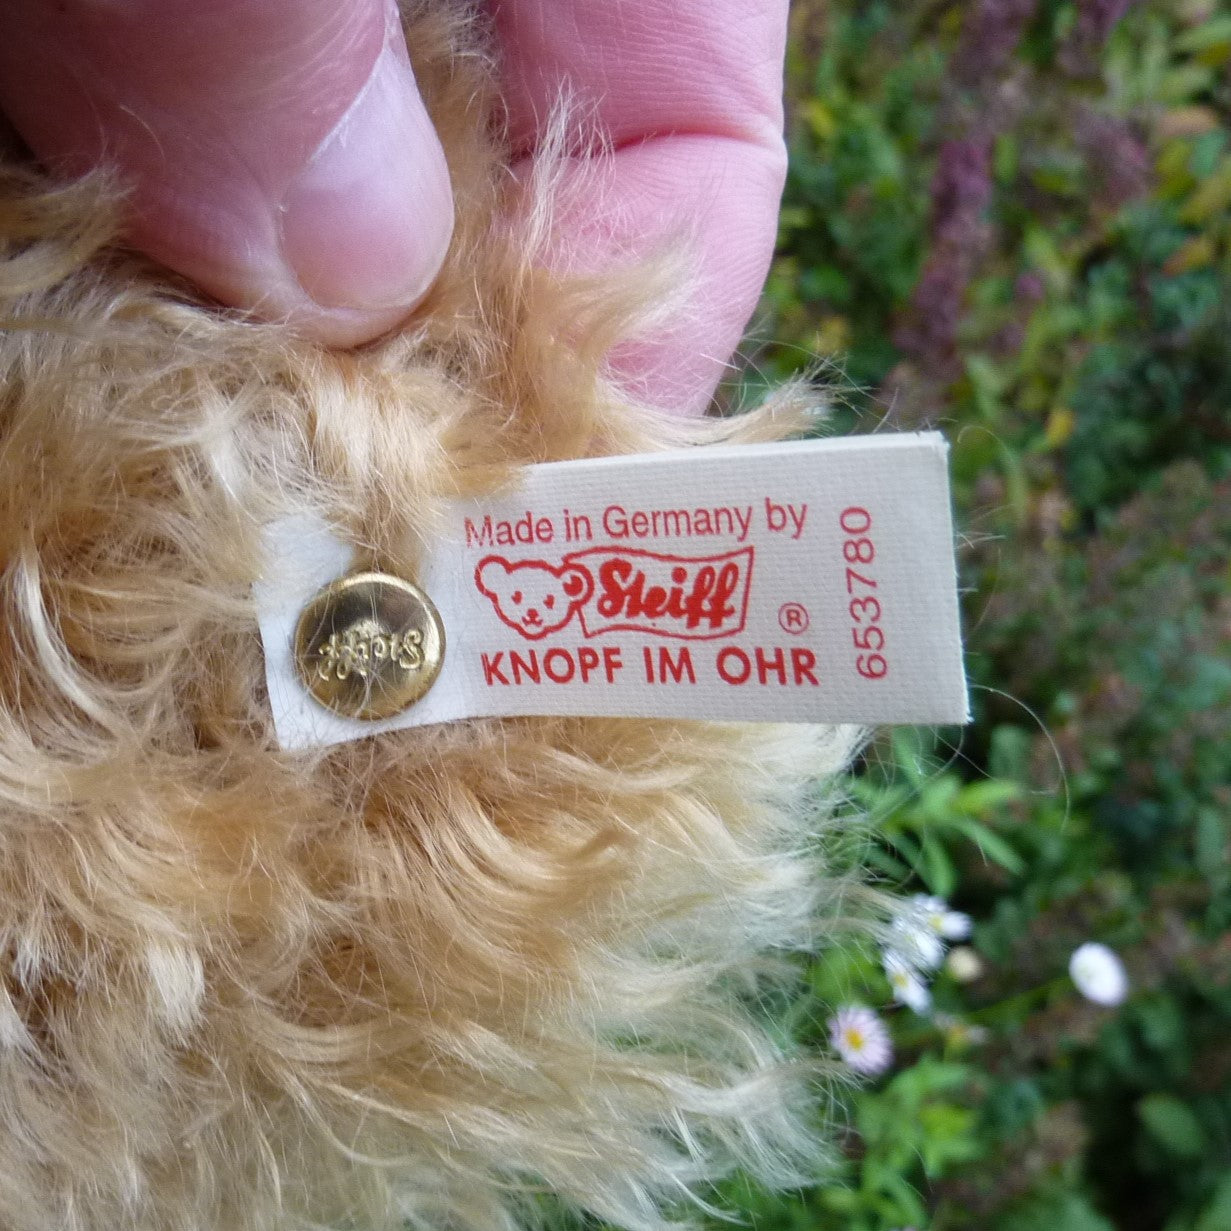 Made in Germany by
Steiff
®
KNOPF IM OHR
653780
Steiff